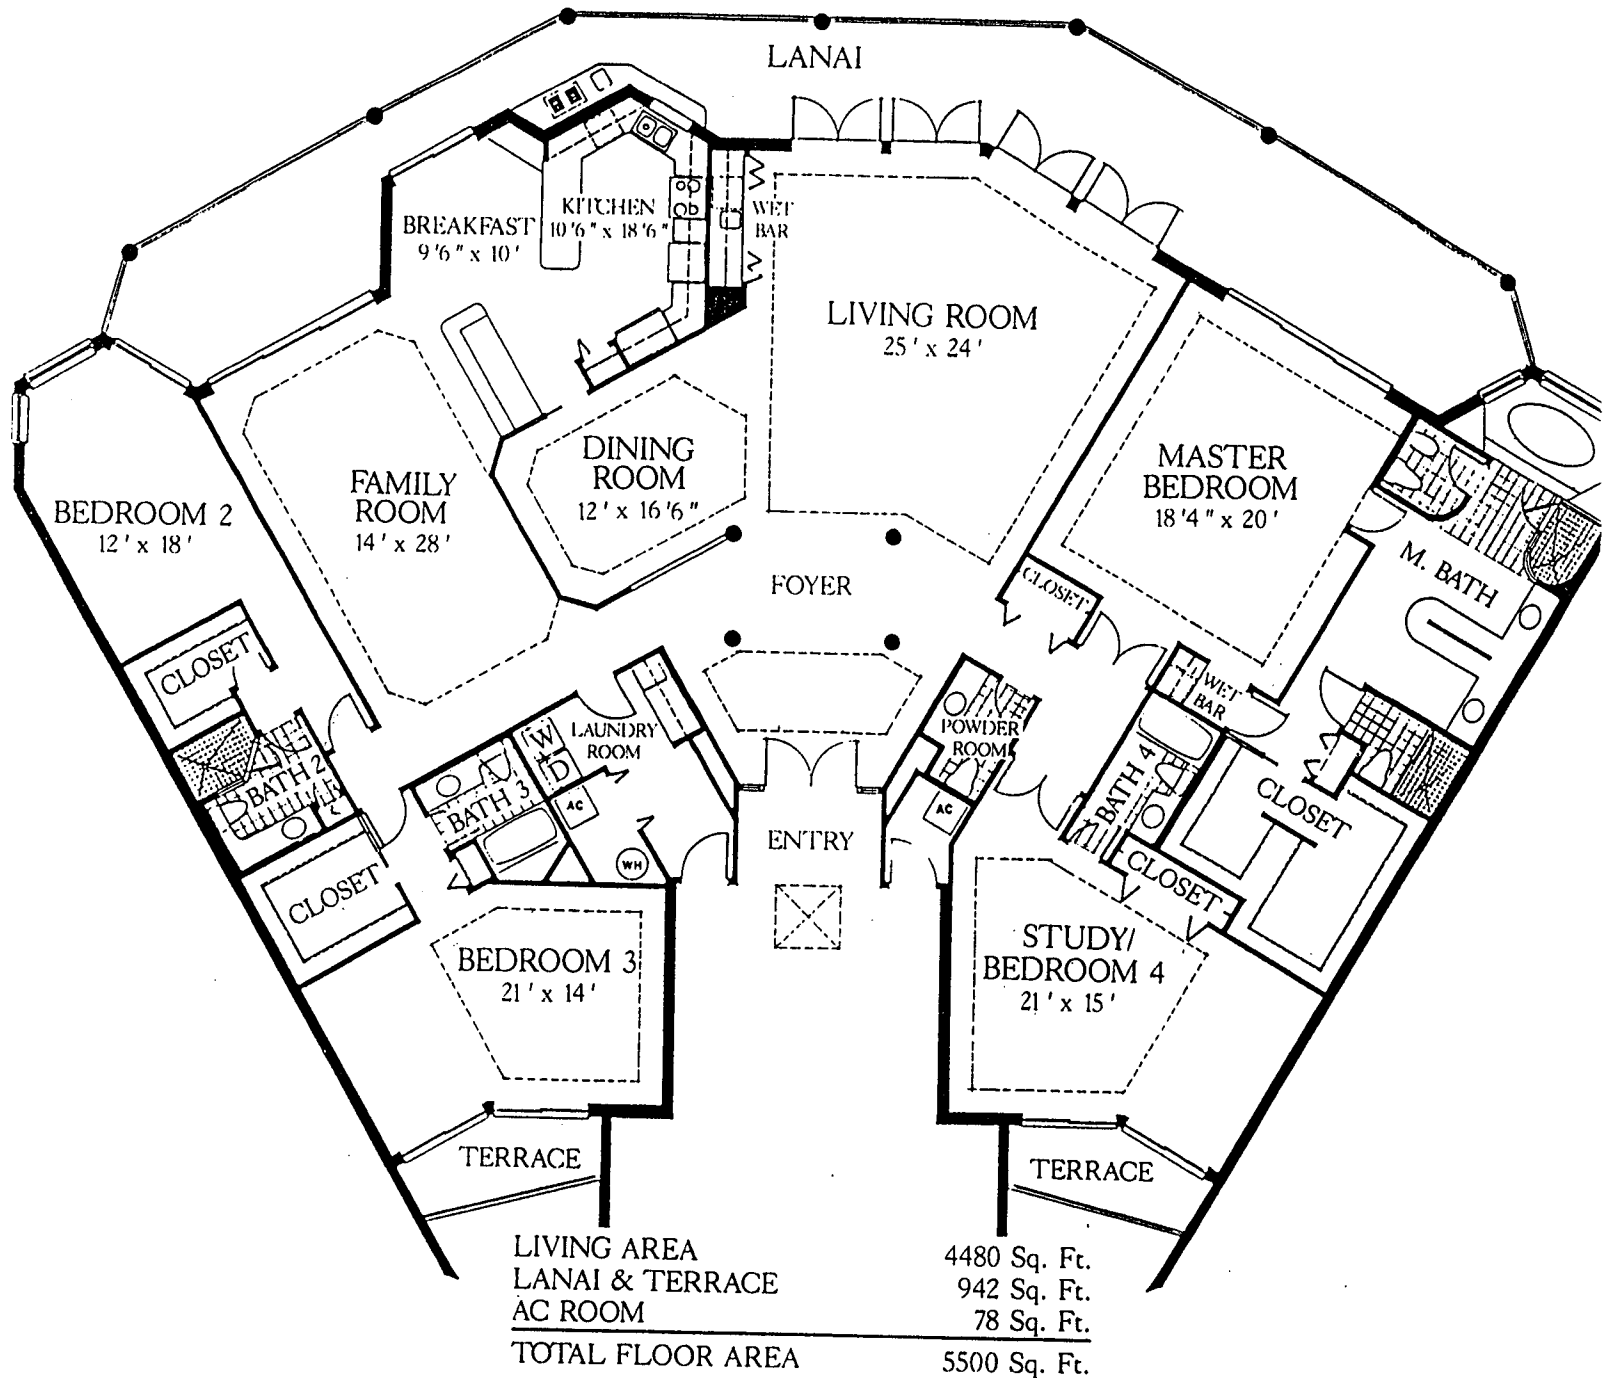 LANAI
BREAKFAST
9'6" x 10'
KITCHEN
10'6" x 18'6"
WET
BAR
LIVING ROOM
25' x 24'
DINING
ROOM
12' x 16'6"
FAMILY
ROOM
14' x 28'
BEDROOM 2
12' x 18'
MASTER
BEDROOM
18'4" x 20'
M. BATH
FOYER
CLOSET
CLOSET
WET
BAR
LAUNDRY
ROOM
W
D
POWDER
ROOM
BATH 2
BATH 3
BATH 4
AC
AC
WH
ENTRY
CLOSET
CLOSET
CLOSET
BEDROOM 3
21' x 14'
STUDY/
BEDROOM 4
21' x 15'
TERRACE
TERRACE
LIVING AREA 4480 Sq. Ft.
LANAI & TERRACE 942 Sq. Ft.
AC ROOM 78 Sq. Ft.
TOTAL FLOOR AREA 5500 Sq. Ft.